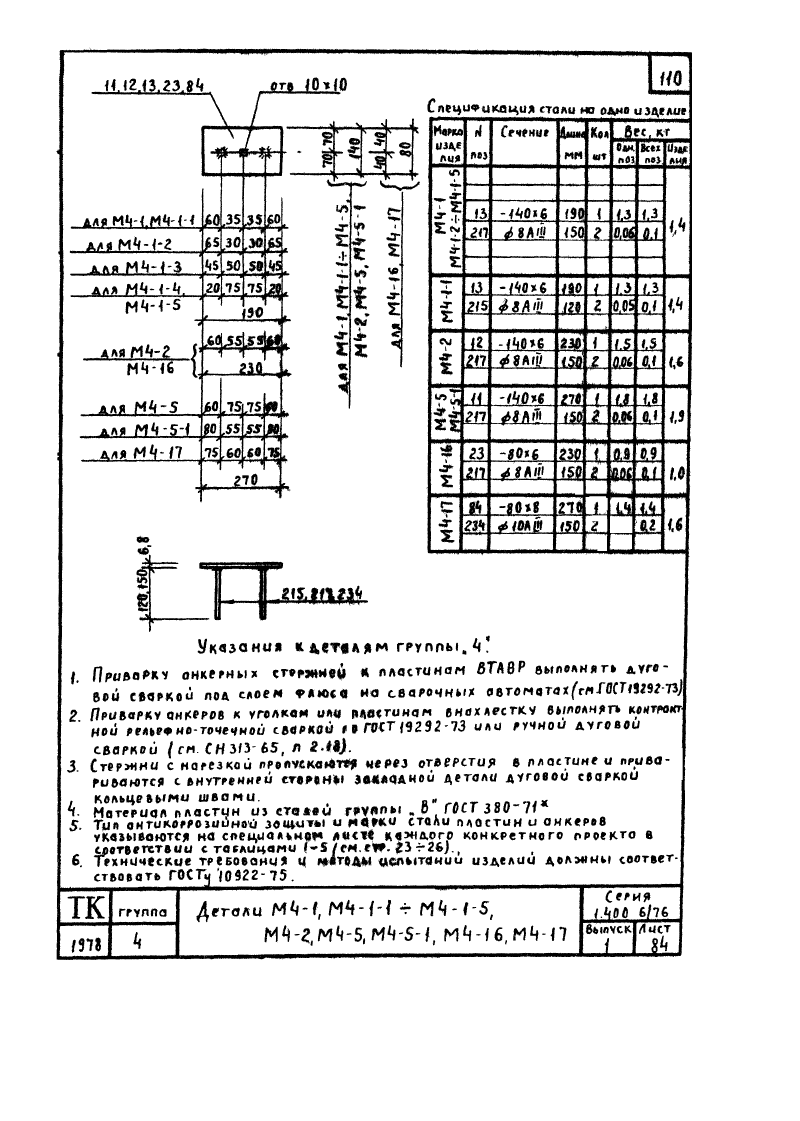 110
11,12,13,23,84
отв 10×10
70 70
140
40 40
80
для М4-1, М4-1-1÷М4-5,
М4-2, М4-5, М4-5-1
для М4-16, М4-17
для М4-1, М4-1-1 60 35 35 60
для М4-1-2 65 30 30 65
для М4-1-3 45 50 50 45
для М4-1-4, 20 75 75 20
М4-1-5
190
60 55 55 60
для М4-2
М4-16
230
для М4-5 60 75 75 60
для М4-5-1 80 55 55 80
для М4-17 75 60 60 75
270
Спецификация стали на одно изделие
Марка изделия N поз Сечение Длина мм Кол шт Вес, кг
Одн. поз Всех поз Изделия
М4-1
М4-1-2÷М4-1-5
13 -140×6 190 1 1,3 1,3
217 ϕ8АIII 150 2 0,06 0,1 1,4
М4-1-1
13 -140×6 190 1 1,3 1,3
215 ϕ8АIII 120 2 0,05 0,1 1,4
М4-2
12 -140×6 230 1 1,5 1,5
217 ϕ8АIII 150 2 0,06 0,1 1,6
М4-5
М4-5-1
11 -140×6 270 1 1,8 1,8
217 ϕ8АIII 150 2 0,06 0,1 1,9
М4-16
23 -80×6 230 1 0,9 0,9
217 ϕ8АIII 150 2 0,06 0,1 1,0
М4-17
84 -80×8 270 1 1,4 1,4
234 ϕ10АIII 150 2 0,2 1,6
6,8
120,150
215, 217, 234
Указания к деталям группы „4".
1. Приварку анкерных стержней к пластинам втавр выполнять дуго-
вой сваркой под слоем флюса на сварочных автоматах (см.ГОСТ19292-73)
2. Приварку анкеров к уголкам или пластинам внахлестку выполнять контракт-
ной рельефно-точечной сваркой по ГОСТ 19292-73 или ручной дуговой
сваркой (см. СН 313-65, п 2.18).
3. Стержни с нарезкой пропускаются через отверстия в пластине и прива-
риваются с внутренней стороны закладной детали дуговой сваркой
кольцевыми швами.
4. Материал пластин из сталей группы „В" ГОСТ 380-71*
5. Тип антикоррозийной защиты и марки стали пластин и анкеров
указываются на специальном листе каждого конкретного проекта в
соответствии с таблицами 1-5 (см. стр. 23÷26).
6. Технические требования и методы испытаний изделий должны соответ-
ствовать ГОСТу 10922-75.
ТК группа
1978 4
Детали М4-1, М4-1-1 ÷ М4-1-5,
М4-2, М4-5, М4-5-1, М4-16, М4-17
Серия
1.400 6/76
Выпуск Лист
1 84